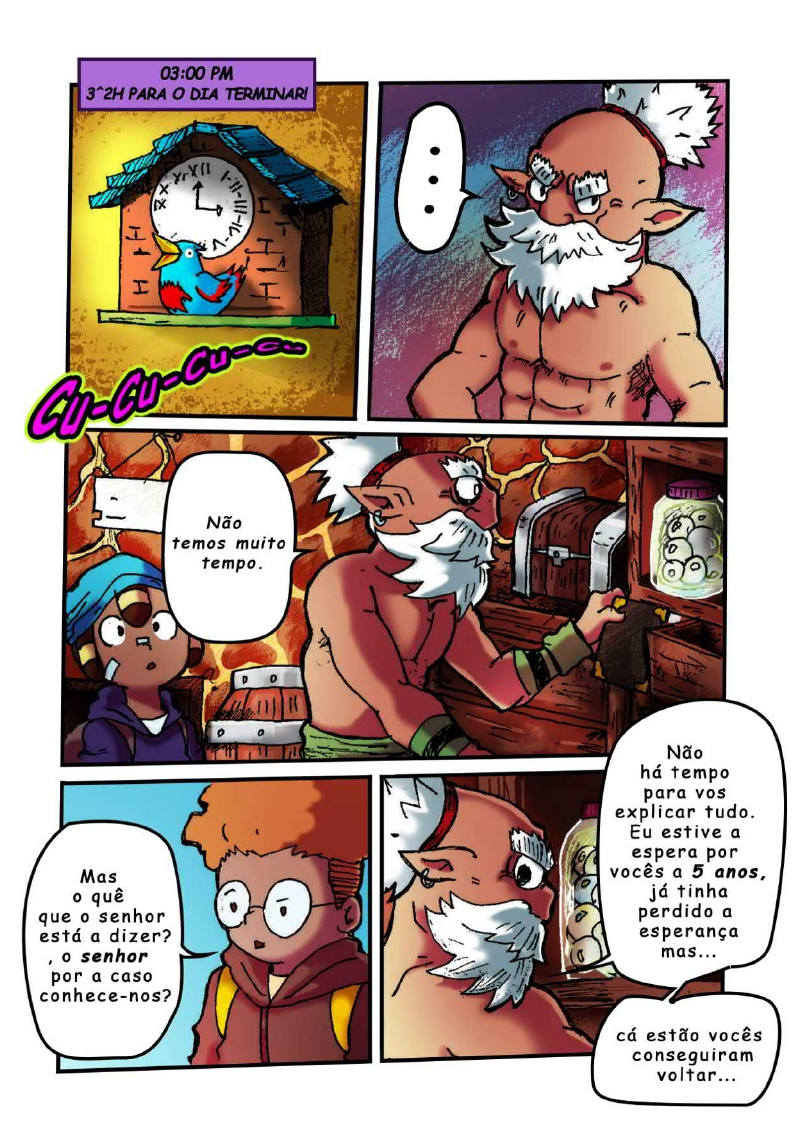 03:00 PM
3^2H PARA O DIA TERMINAR!
...
CU-CU-CU-CU
Não
temos muito
tempo.
Mas
o quê
que o senhor
está a dizer?
, o senhor
por a caso
conhece-nos?
Não
há tempo
para vos
explicar tudo.
Eu estive a
espera por
vocês a 5 anos,
já tinha
perdido a
esperança
mas...
cá estão vocês
conseguiram
voltar...